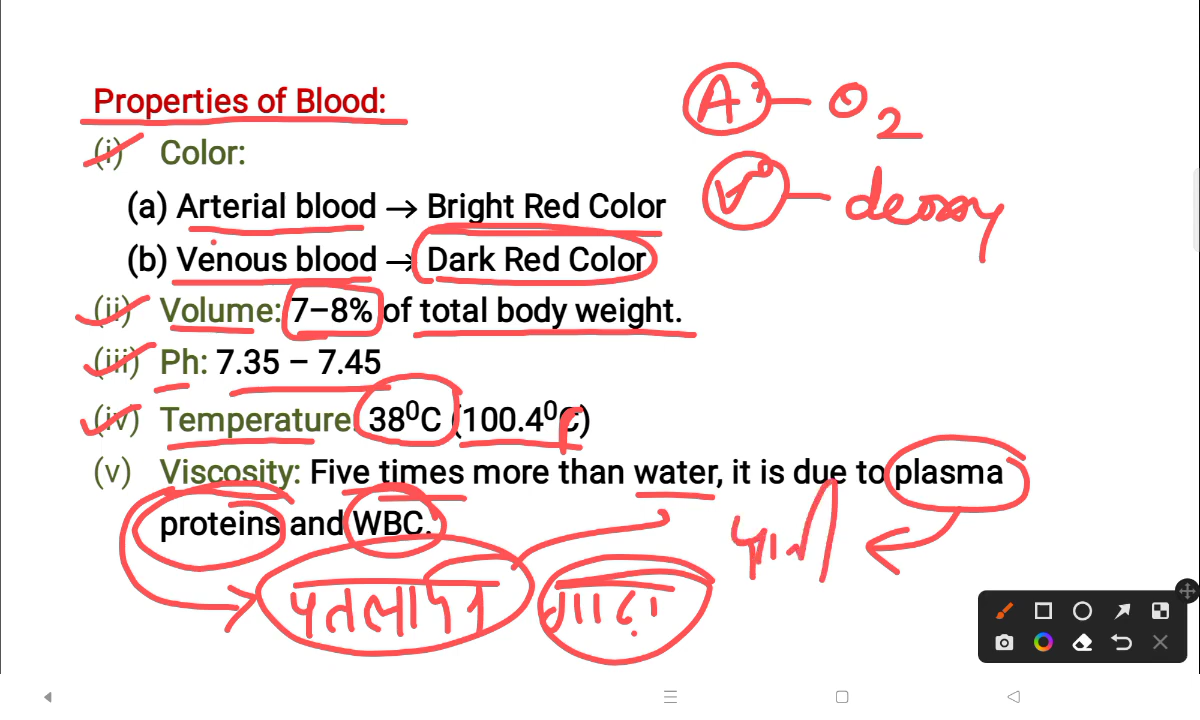 Properties of Blood:
(i) Color:
(a) Arterial blood → Bright Red Color
(b) Venous blood → Dark Red Color
(ii) Volume: 7–8% of total body weight.
(iii) Ph: 7.35 – 7.45
(iv) Temperature: 38⁰C (100.4⁰F)
(v) Viscosity: Five times more than water, it is due to plasma
proteins and WBC.
A – O2
V – deoxy
पानी
पतलापन गाढ़ा